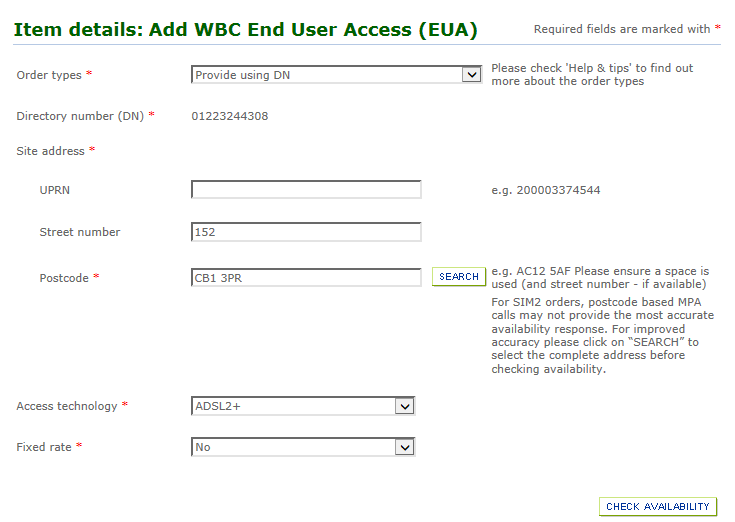 Item details: Add WBC End User Access (EUA)
Required fields are marked with *
Order types *
Provide using DN
Please check 'Help & tips' to find out
more about the order types
Directory number (DN) *
01223244308
Site address *
UPRN
e.g. 200003374544
Street number
152
Postcode *
CB1 3PR
SEARCH
e.g. AC12 5AF Please ensure a space is
used (and street number - if available)
For SIM2 orders, postcode based MPA
calls may not provide the most accurate
availability response. For improved
accuracy please click on “SEARCH” to
select the complete address before
checking availability.
Access technology *
ADSL2+
Fixed rate *
No
CHECK AVAILABILITY